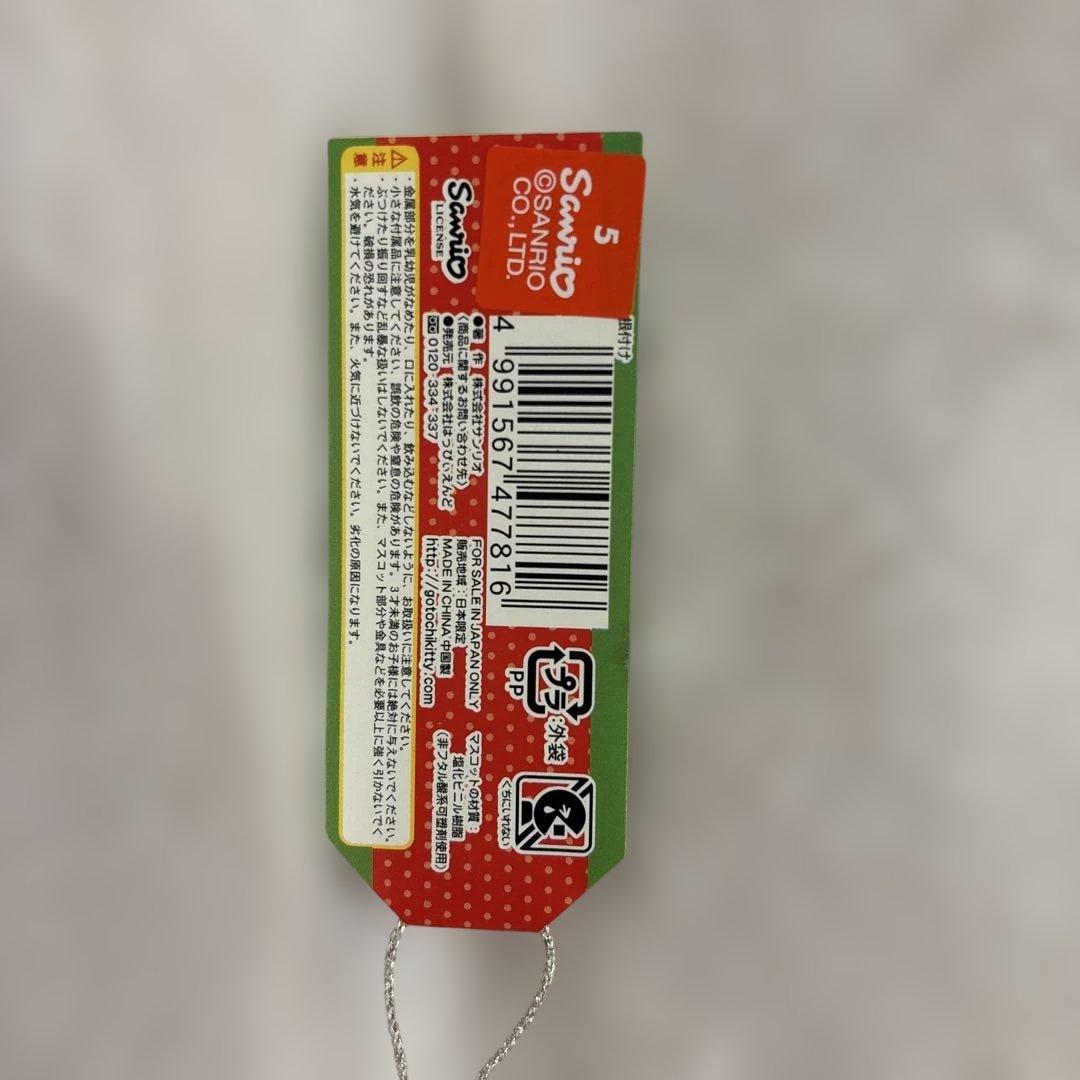 根付け
5
Sanrio
©SANRIO
CO.,LTD.
4 991567 477816
プラ:外袋
PP
くちにいれない
Sanrio
LICENSE
●著 作 株式会社サンリオ
〈商品に関するお問い合わせ先〉
●発売元 株式会社はっぴぃえんど
0120-334-337
FOR SALE IN JAPAN ONLY
販売地域:日本限定
MADE IN CHINA 中国製
http://gotochikitty.com
マスコットの材質:
塩化ビニル樹脂
(非フタル酸系可塑剤使用)
注意
・金属部分を乳幼児がなめたり、口に入れたり、飲み込むなどしないように、お取扱いに注意してください。
・小さな付属品に注意してください、誤飲の危険や窒息の危険があります。3才未満のお子様には絶対に与えないでください。
・ぶつけたり振り回すなど乱暴な扱いはしないでください。また、マスコット部分や金具などを必要以上に強く引かないでく
ださい。破損の恐れがあります。
・水気を避けてください。また、火気に近づけないでください。劣化の原因になります。